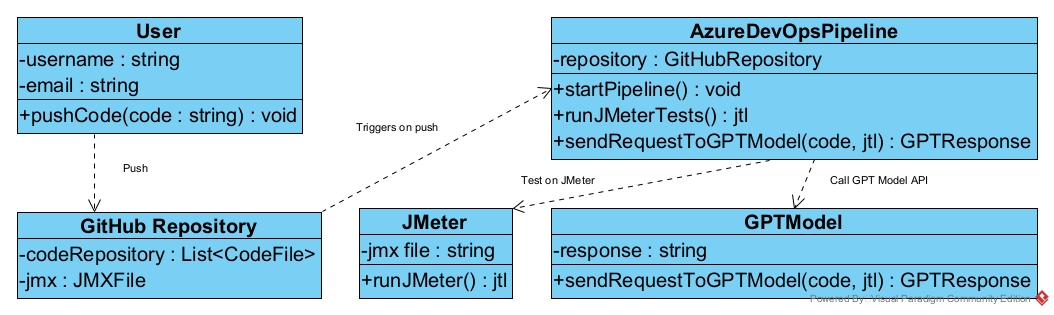 User
-username : string
-email : string
+pushCode(code : string) : void
Push
GitHub Repository
-codeRepository : List<CodeFile>
-jmx : JMXFile
Triggers on push
AzureDevOpsPipeline
-repository : GitHubRepository
+startPipeline() : void
+runJMeterTests() : jtl
+sendRequestToGPTModel(code, jtl) : GPTResponse
Test on JMeter
Call GPT Model API
JMeter
-jmx file : string
+runJMeter() : jtl
GPTModel
-response : string
+sendRequestToGPTModel(code, jtl) : GPTResponse
Powered By: Visual Paradigm Community Edition